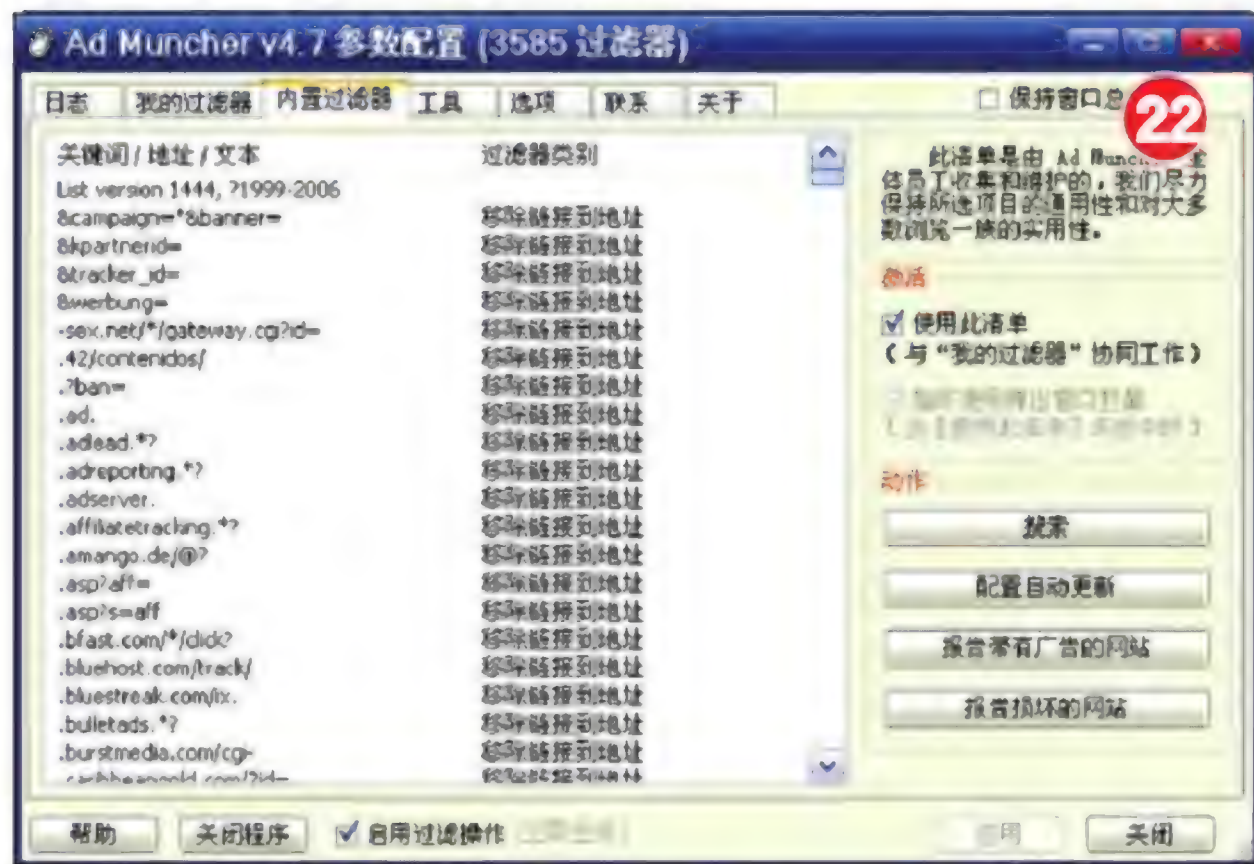 Ad Muncher v4.7 参数配置 (3585 过滤器)
日志 我的过滤器 内置过滤器 工具 选项 联系 关于
保持窗口总
22
关键词 / 地址 / 文本 过滤器类别
List version 1444, ?1999-2006
&campaign=*&banner= 移除链接到地址
&kpartnerid= 移除链接到地址
&tracker_id= 移除链接到地址
&werbung= 移除链接到地址
-sex.net/*/gateway.cgi?id= 移除链接到地址
.42/contenidos/ 移除链接到地址
.?ban= 移除链接到地址
.ad. 移除链接到地址
.adlead.*? 移除链接到地址
.adreporting.*? 移除链接到地址
.adserver. 移除链接到地址
.affiliatetracking.*? 移除链接到地址
.amango.de/@? 移除链接到地址
.asp?aff= 移除链接到地址
.asp?s=aff 移除链接到地址
.bfast.com/*/click? 移除链接到地址
.bluehost.com/track/ 移除链接到地址
.bluestreak.com/ix. 移除链接到地址
.bulletads.*? 移除链接到地址
.burstmedia.com/cgi- 移除链接到地址
.caribbeangold.com/?id= 移除链接到地址
此清单是由 Ad Munc 全
体员工收集和维护的，我们尽力
保持所选项目的通用性和对大多
数浏览一族的实用性。
激活
使用此清单
（与“我的过滤器”协同工作）
动作
搜索
配置自动更新
报告带有广告的网站
报告损坏的网站
帮助 关闭程序 启用过滤操作 应用 关闭